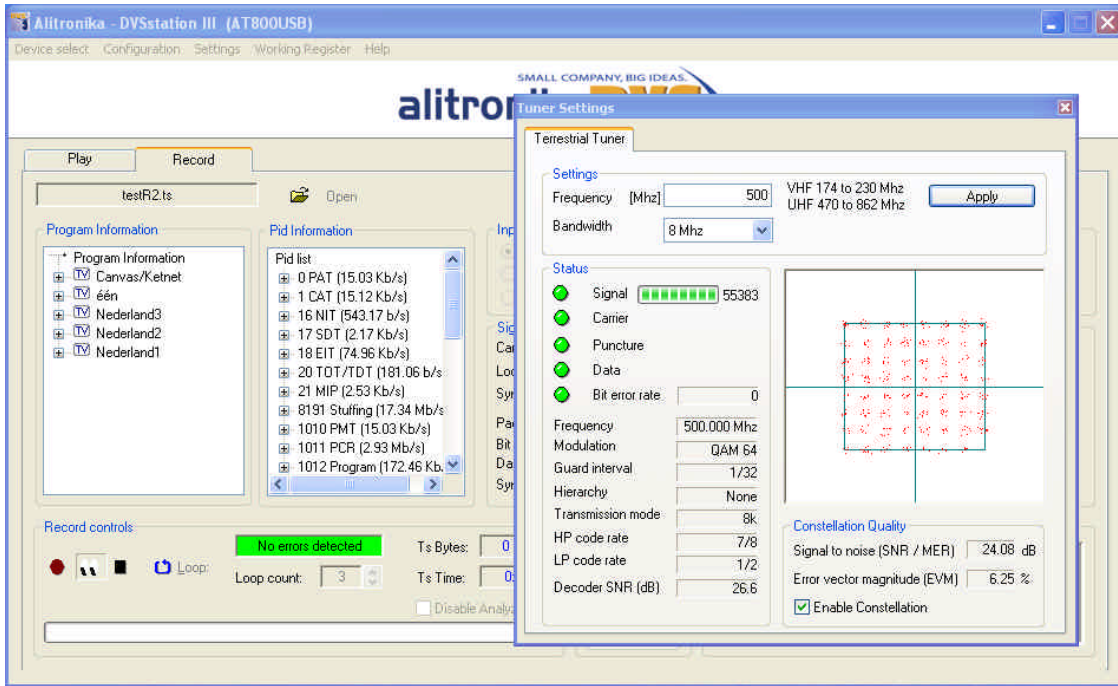 Alitronika - DVSstation III (AT800USB)
Device select Configuration Settings Working Register Help
SMALL COMPANY, BIG IDEAS.
Play
Record
testR2.ts
Open
Program Information
Program Information
TV Canvas/Ketnet
TV één
TV Nederland3
TV Nederland2
TV Nederland1
Pid Information
Pid list
0 PAT (15.03 Kb/s)
1 CAT (15.12 Kb/s)
16 NIT (543.17 b/s)
17 SDT (2.17 Kb/s)
18 EIT (74.96 Kb/s)
20 TOT/TDT (181.06 b/s
21 MIP (2.53 Kb/s)
8191 Stuffing (17.34 Mb/s
1010 PMT (15.03 Kb/s)
1011 PCR (2.93 Mb/s)
1012 Program (172.46 Kb.
Record controls
Loop:
No errors detected
Loop count: 3
Ts Bytes: 0
Ts Time: 0:
Tuner Settings
Terrestrial Tuner
Settings
Frequency [Mhz] 500
VHF 174 to 230 Mhz
UHF 470 to 862 Mhz
Apply
Bandwidth 8 Mhz
Status
Signal 55383
Carrier
Puncture
Data
Bit error rate 0
Frequency 500.000 Mhz
Modulation QAM 64
Guard interval 1/32
Hierarchy None
Transmission mode 8k
HP code rate 7/8
LP code rate 1/2
Decoder SNR (dB) 26.6
Constellation Quality
Signal to noise (SNR / MER) 24.08 dB
Error vector magnitude (EVM) 6.25 %
Enable Constellation